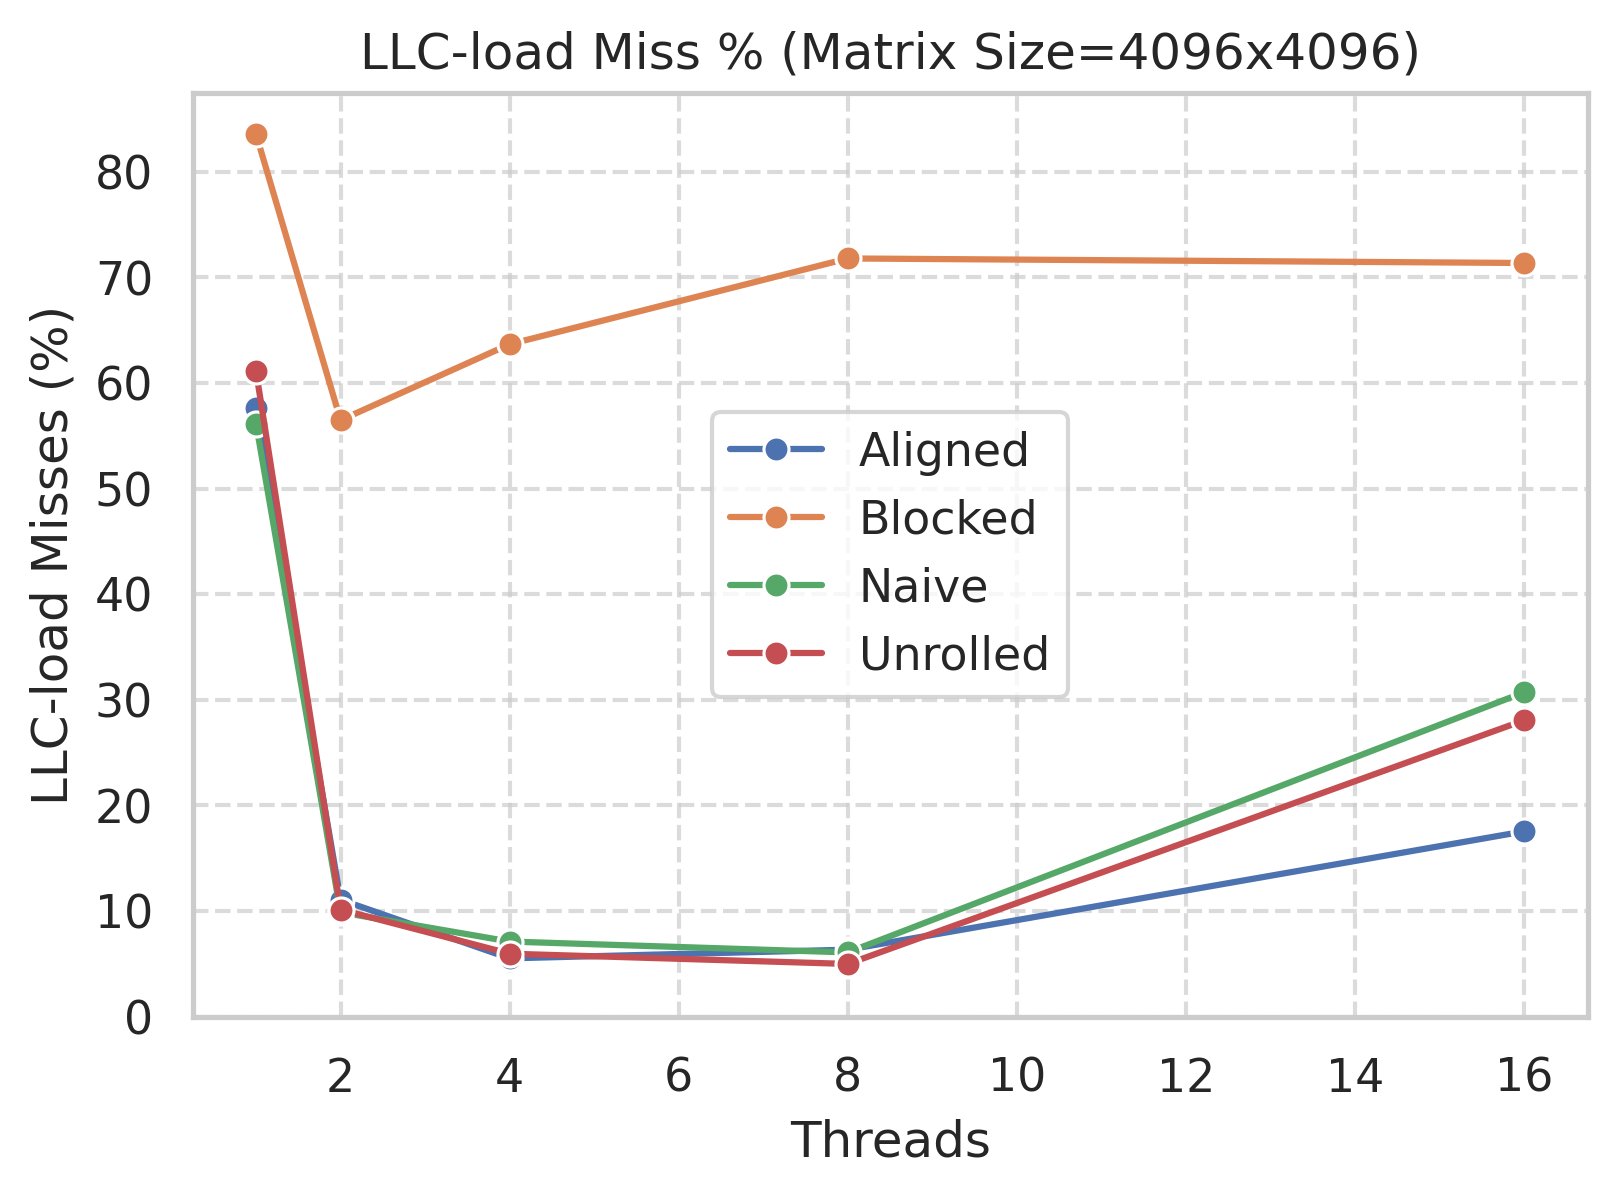 LLC-load Miss % (Matrix Size=4096x4096)
LLC-load Misses (%)
80
70
60
50
40
30
20
10
0
Aligned
Blocked
Naive
Unrolled
2 4 6 8 10 12 14 16
Threads